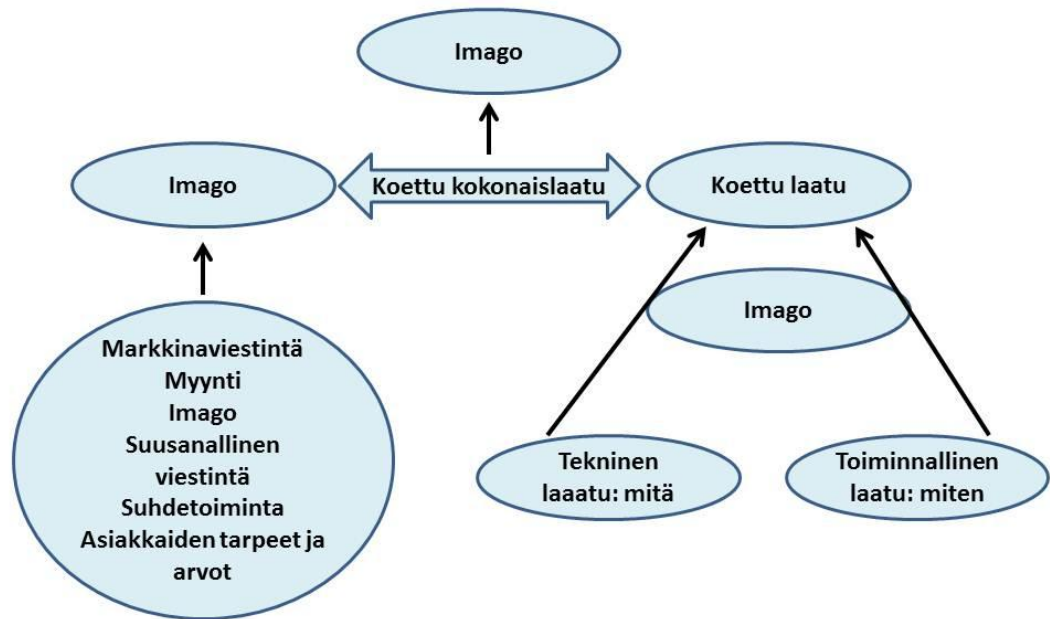 Imago
Imago
Koettu kokonaislaatu
Koettu laatu
Imago
Markkinaviestintä
Myynti
Imago
Suusanallinen
viestintä
Suhdetoiminta
Asiakkaiden tarpeet ja
arvot
Tekninen
laaatu: mitä
Toiminnallinen
laatu: miten